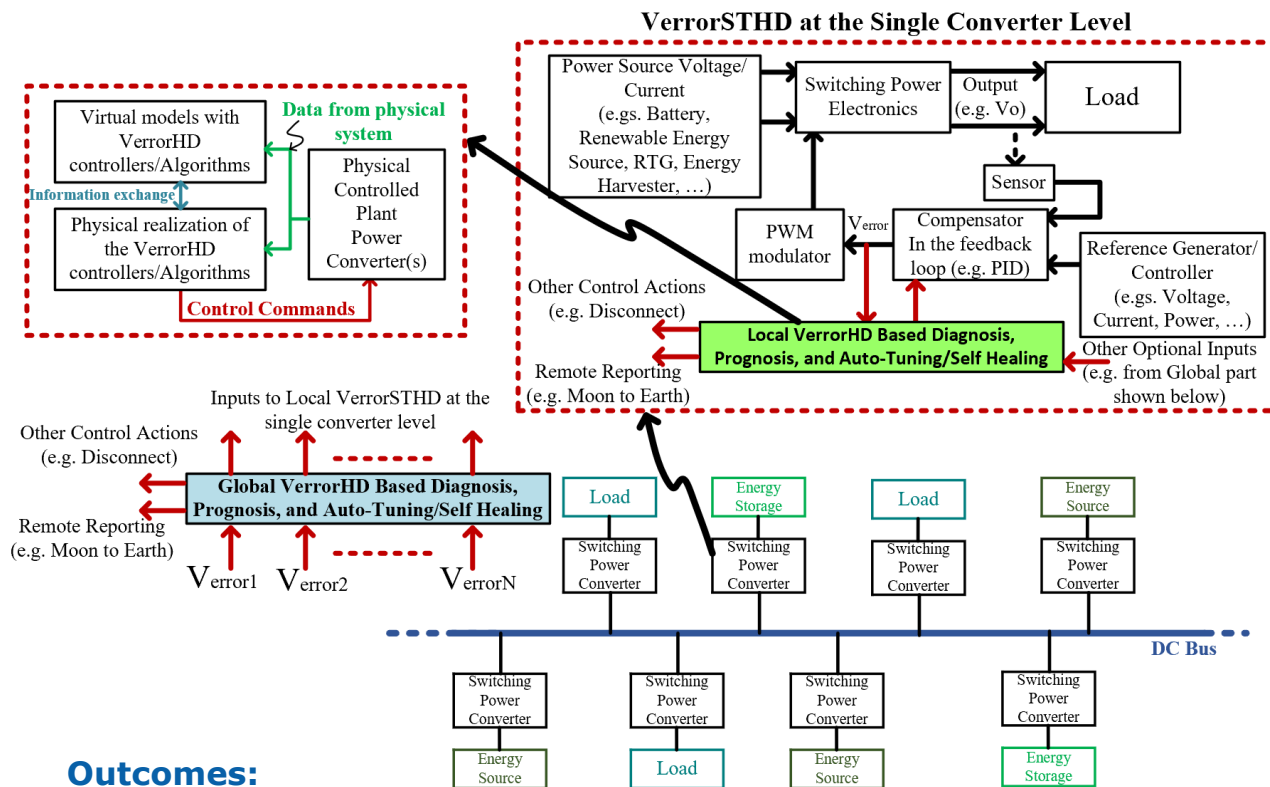 VerrorSTHD at the Single Converter Level
Power Source Voltage/
Current
(e.gs. Battery,
Renewable Energy
Source, RTG, Energy
Harvester, …)
Switching Power
Electronics
Output
(e.g. Vo)
Load
Sensor
PWM
modulator
Verror
Compensator
In the feedback
loop (e.g. PID)
Reference Generator/
Controller
(e.gs. Voltage,
Current, Power, …)
Other Control Actions
(e.g. Disconnect)
Local VerrorHD Based Diagnosis,
Prognosis, and Auto-Tuning/Self Healing
Remote Reporting
(e.g. Moon to Earth)
Other Optional Inputs
(e.g. from Global part
shown below)
Virtual models with
VerrorHD
controllers/Algorithms
Data from physical
system
Information exchange
Physical realization of
the VerrorHD
controllers/Algorithms
Physical
Controlled
Plant
Power
Converter(s)
Control Commands
Inputs to Local VerrorSTHD at the
single converter level
Other Control Actions
(e.g. Disconnect)
Global VerrorHD Based Diagnosis,
Prognosis, and Auto-Tuning/Self Healing
Remote Reporting
(e.g. Moon to Earth)
Verror1
Verror2
VerrorN
Load
Energy
Storage
Load
Energy
Source
Switching
Power
Converter
Switching
Power
Converter
Switching
Power
Converter
Switching
Power
Converter
DC Bus
Switching
Power
Converter
Switching
Power
Converter
Switching
Power
Converter
Switching
Power
Converter
Energy
Source
Load
Energy
Source
Energy
Storage
Outcomes: